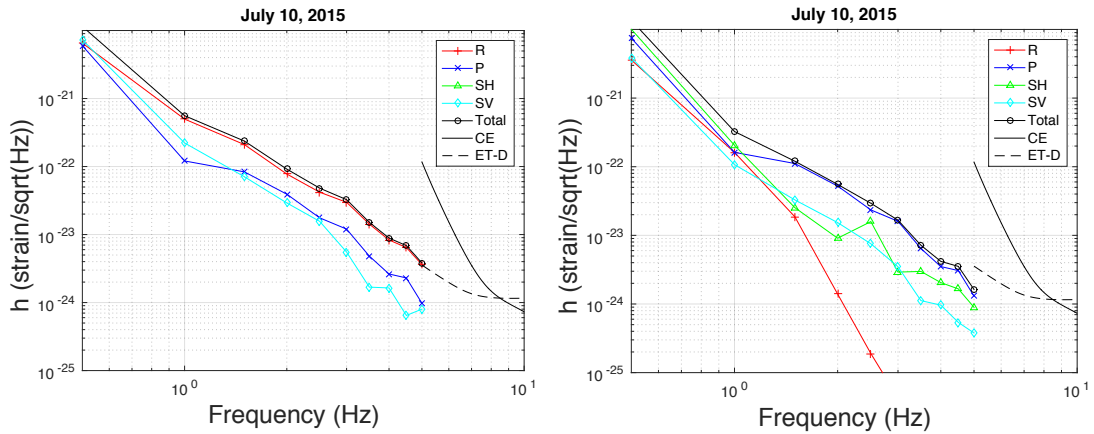 July 10, 2015
h (strain/sqrt(Hz))
10^-21
10^-22
10^-23
10^-24
10^-25
R
P
SH
SV
Total
CE
ET-D
10^0
10^1
Frequency (Hz)
July 10, 2015
h (strain/sqrt(Hz))
10^-21
10^-22
10^-23
10^-24
10^-25
R
P
SH
SV
Total
CE
ET-D
10^0
10^1
Frequency (Hz)